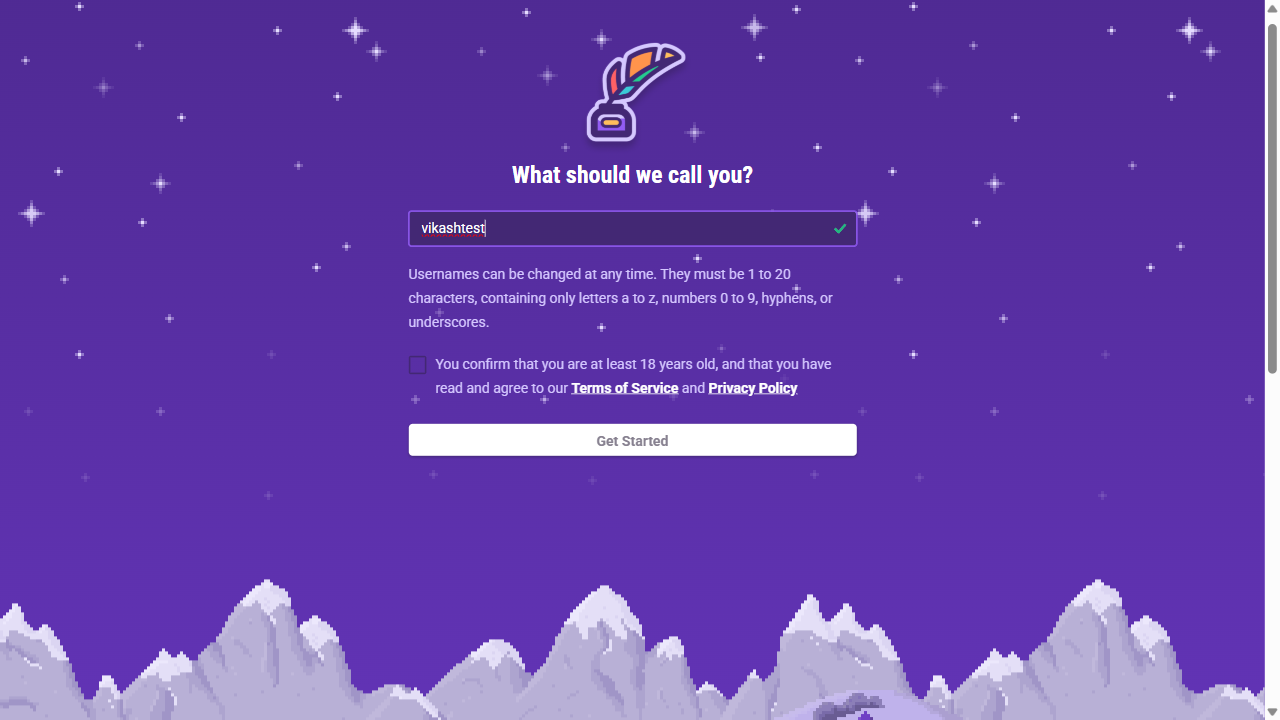 What should we call you?
vikashtest
Usernames can be changed at any time. They must be 1 to 20
characters, containing only letters a to z, numbers 0 to 9, hyphens, or
underscores.
You confirm that you are at least 18 years old, and that you have
read and agree to our Terms of Service and Privacy Policy
Get Started